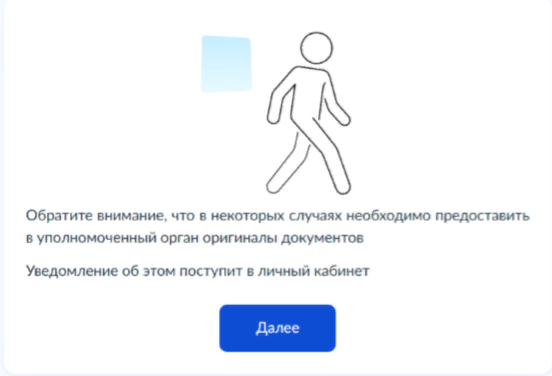 Обратите внимание, что в некоторых случаях необходимо предоставить
в уполномоченный орган оригиналы документов
Уведомление об этом поступит в личный кабинет
Далее